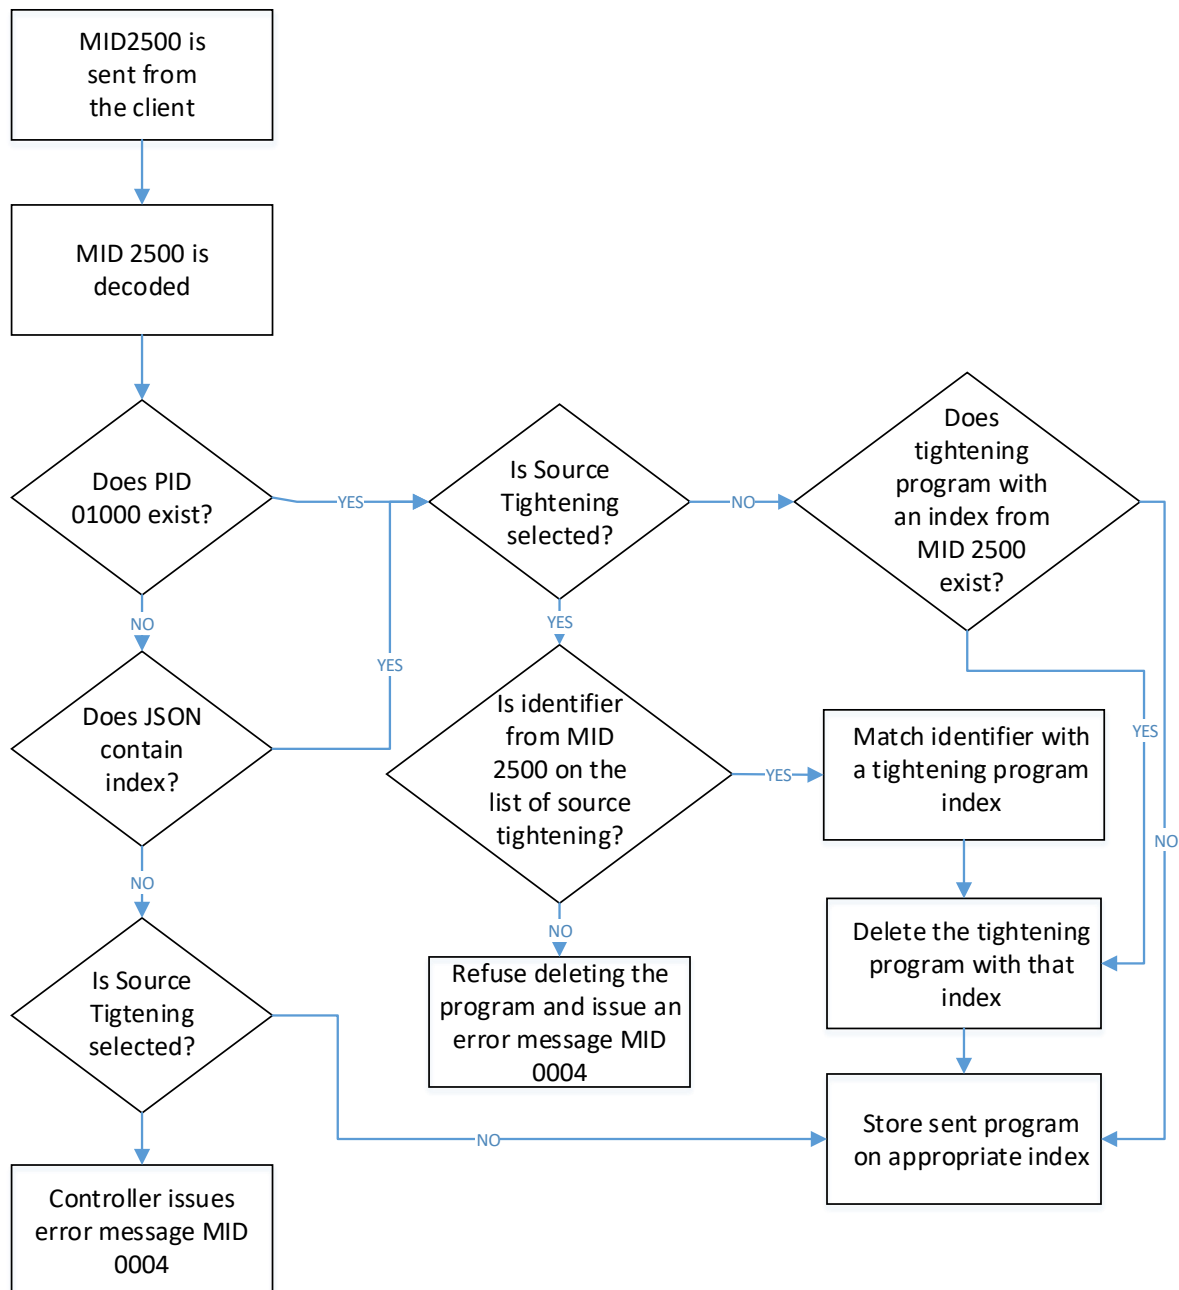 MID2500 is
sent from
the client
MID 2500 is
decoded
Does PID
01000 exist?
YES
Is Source
Tightening
selected?
NO
Does
tightening
program with
an index from
MID 2500
exist?
NO
YES
YES
Does JSON
contain
index?
Is identifier
from MID
2500 on the
list of source
tightening?
YES
Match identifier with
a tightening program
index
YES
NO
NO
NO
Delete the tightening
program with that
index
Is Source
Tigtening
selected?
Refuse deleting the
program and issue an
error message MID
0004
NO
Store sent program
on appropriate index
Controller issues
error message MID
0004